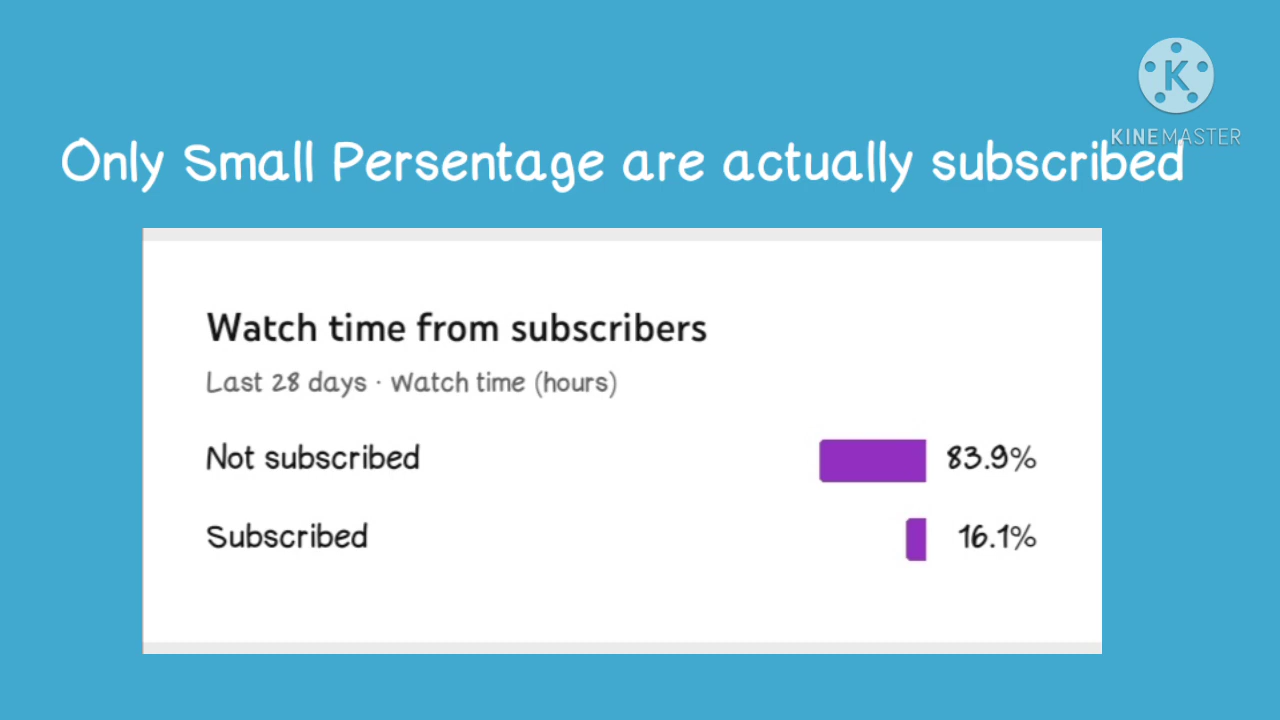 K
KINEMASTER
Only Small Persentage are actually subscribed
Watch time from subscribers
Last 28 days · Watch time (hours)
Not subscribed 83.9%
Subscribed 16.1%